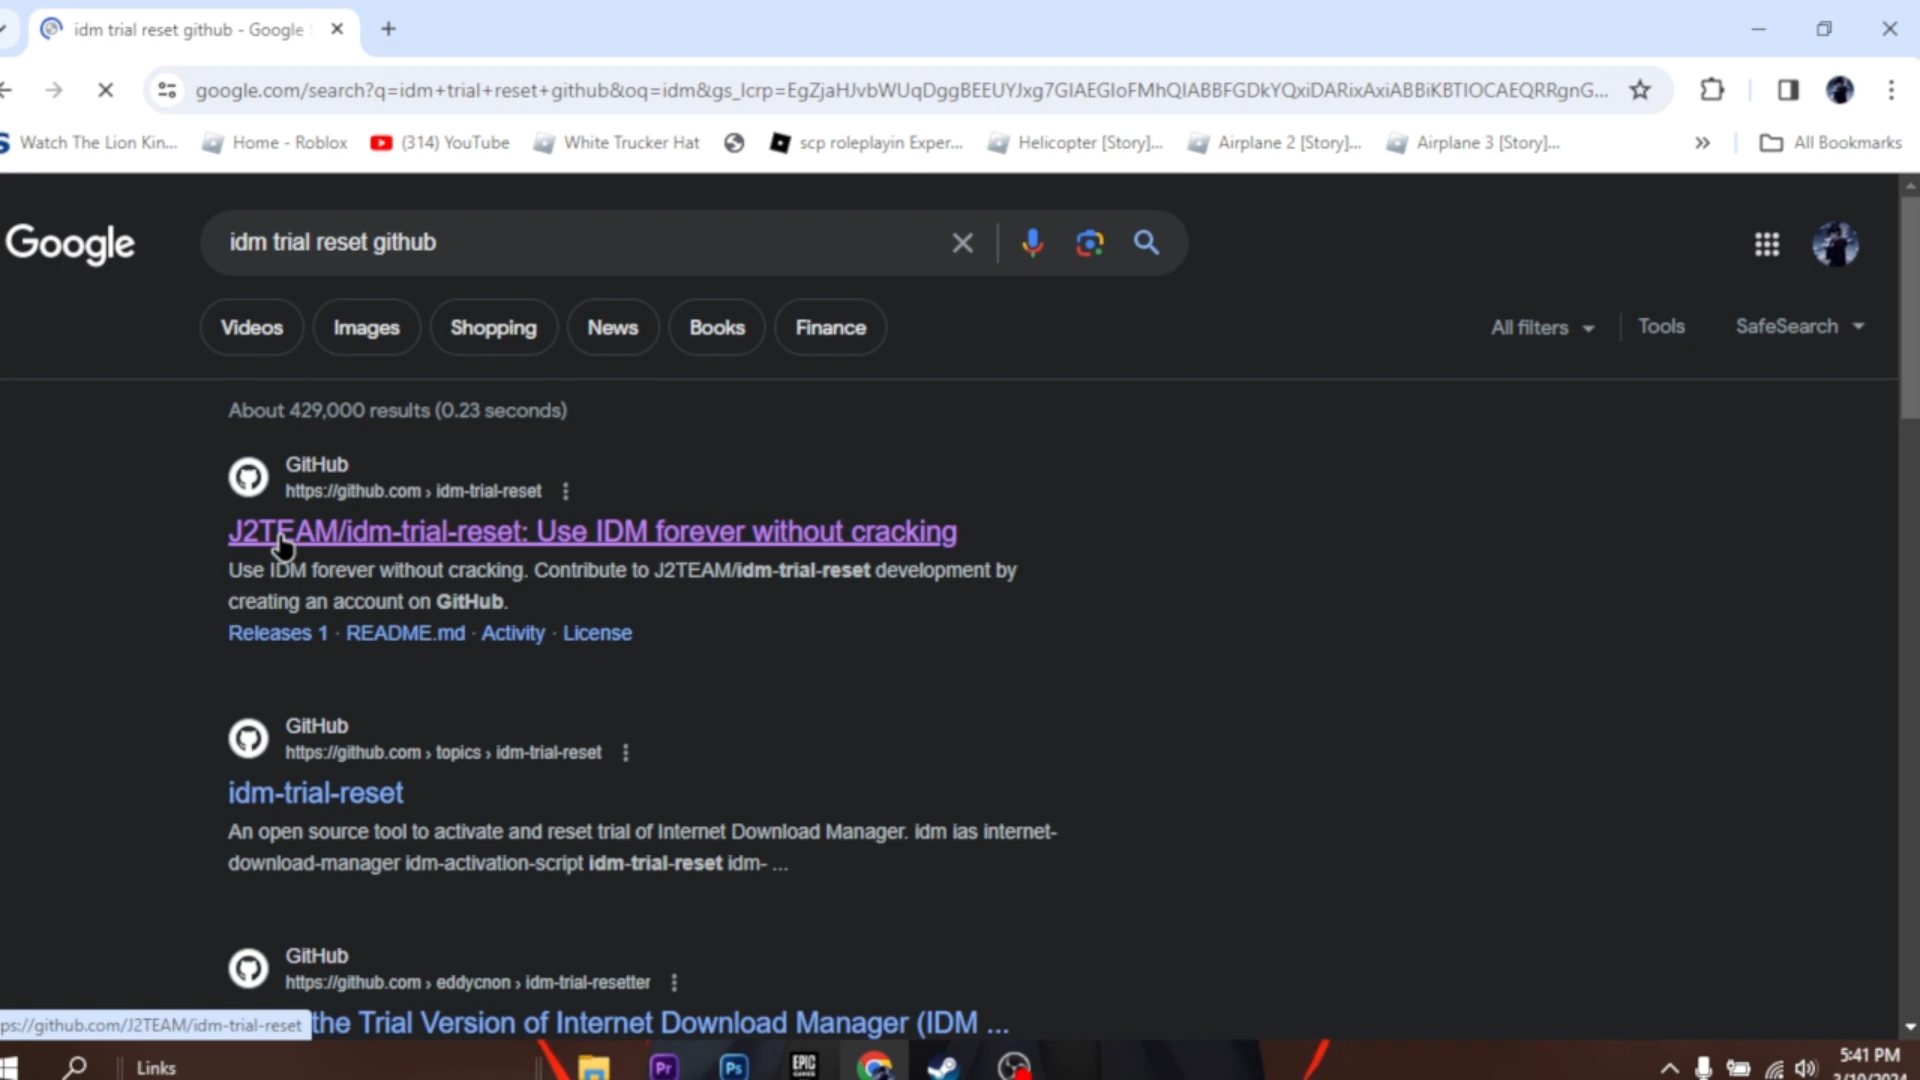 idm trial reset github - Google
google.com/search?q=idm+trial+reset+github&oq=idm&gs_lcrp=EgZjaHJvbWUqDggBEEUYJxg7GIAEGIoFMhQIABBFGDkYQxiDARixAxiABBiKBTIOCAEQRRgnG...
Watch The Lion Kin... Home - Roblox (314) YouTube White Trucker Hat scp roleplayin Exper... Helicopter [Story]... Airplane 2 [Story]... Airplane 3 [Story]... » All Bookmarks
Google
idm trial reset github
Videos Images Shopping News Books Finance All filters Tools SafeSearch
About 429,000 results (0.23 seconds)
GitHub
https://github.com › idm-trial-reset
J2TEAM/idm-trial-reset: Use IDM forever without cracking
Use IDM forever without cracking. Contribute to J2TEAM/idm-trial-reset development by
creating an account on GitHub.
Releases 1 · README.md · Activity · License
GitHub
https://github.com › topics › idm-trial-reset
idm-trial-reset
An open source tool to activate and reset trial of Internet Download Manager. idm ias internet-
download-manager idm-activation-script idm-trial-reset idm- ...
GitHub
https://github.com › eddycnon › idm-trial-resetter
the Trial Version of Internet Download Manager (IDM ...
ps://github.com/J2TEAM/idm-trial-reset
Links Pr Ps EPIC GAMES 5:41 PM